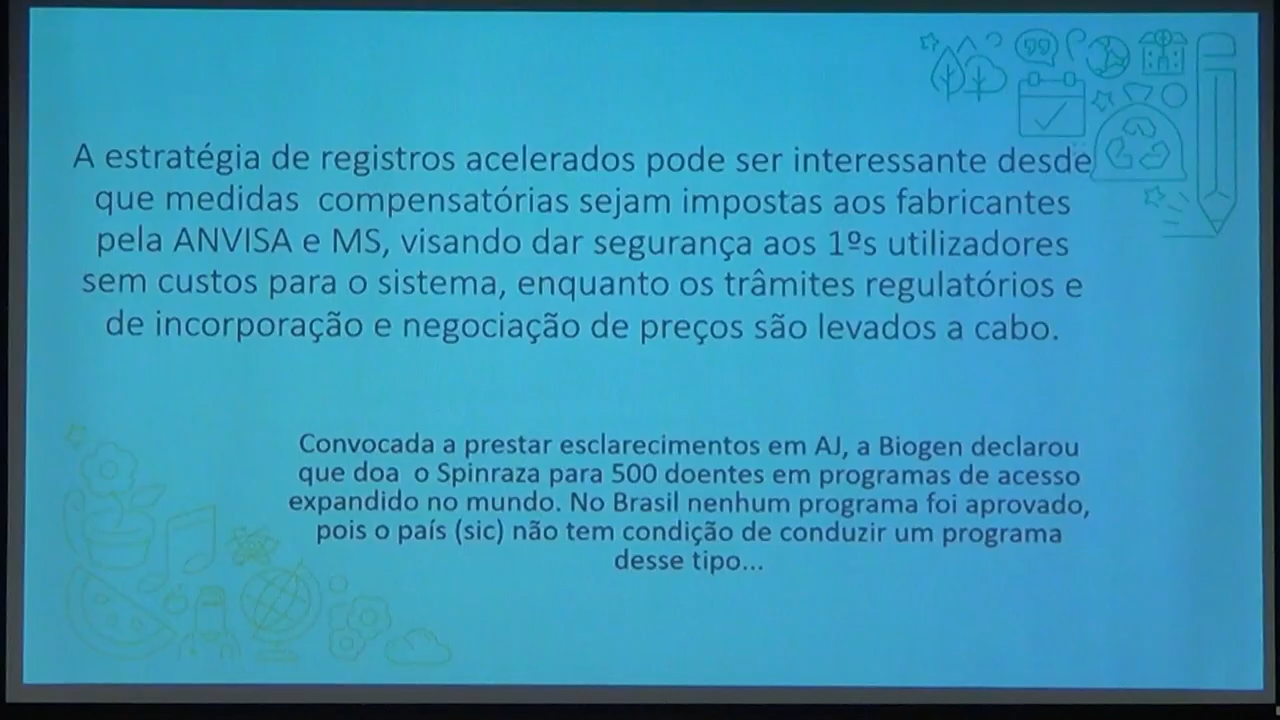 A estratégia de registros acelerados pode ser interessante desde
que medidas compensatórias sejam impostas aos fabricantes
pela ANVISA e MS, visando dar segurança aos 1ºs utilizadores
sem custos para o sistema, enquanto os trâmites regulatórios e
de incorporação e negociação de preços são levados a cabo.
Convocada a prestar esclarecimentos em AJ, a Biogen declarou
que doa o Spinraza para 500 doentes em programas de acesso
expandido no mundo. No Brasil nenhum programa foi aprovado,
pois o país (sic) não tem condição de conduzir um programa
desse tipo...